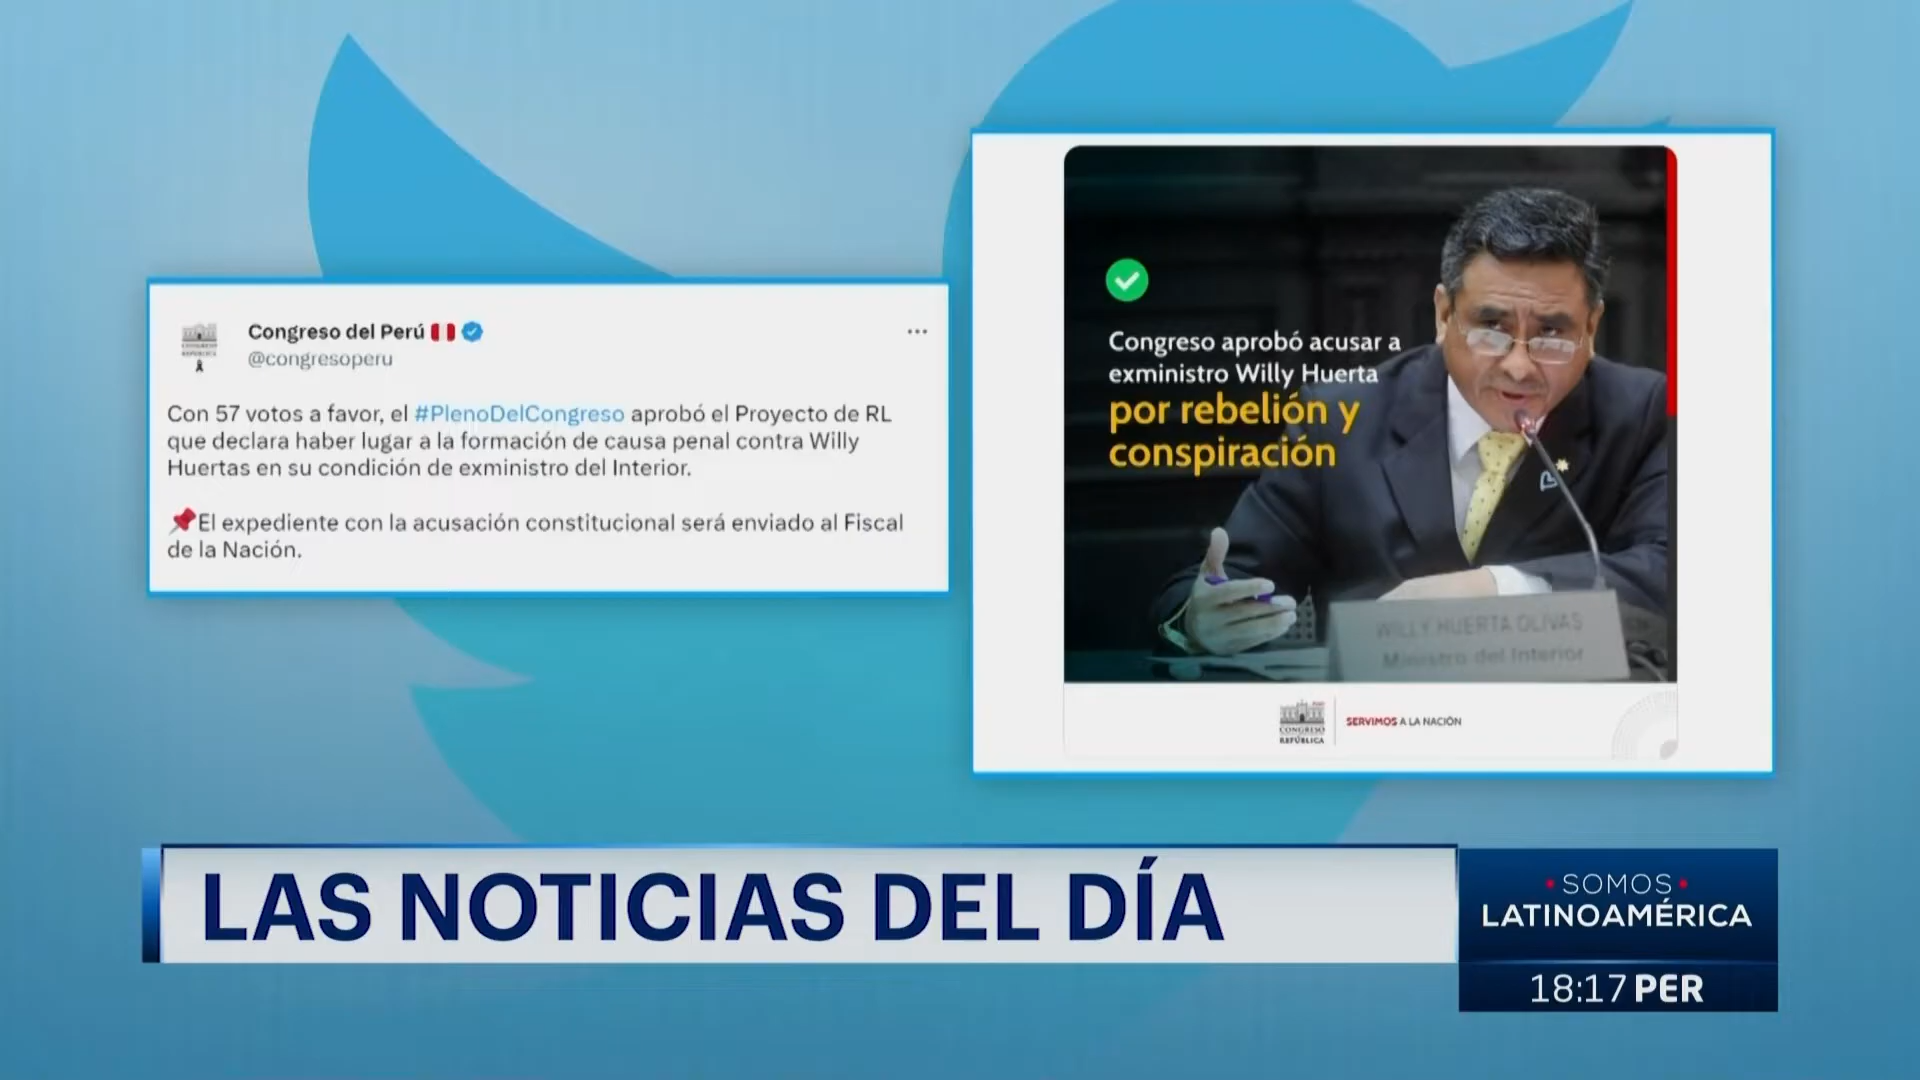 Congreso del Perú
@congresoperu
Con 57 votos a favor, el #PlenoDelCongreso aprobó el Proyecto de RL
que declara haber lugar a la formación de causa penal contra Willy
Huertas en su condición de exministro del Interior.
El expediente con la acusación constitucional será enviado al Fiscal
de la Nación.
Congreso aprobó acusar a
exministro Willy Huerta
por rebelión y
conspiración
WILLY HUERTA OLIVAS
Ministro del Interior
CONGRESO
REPÚBLICA
SERVIMOS A LA NACIÓN
LAS NOTICIAS DEL DÍA
SOMOS
LATINOAMÉRICA
18:17 PER